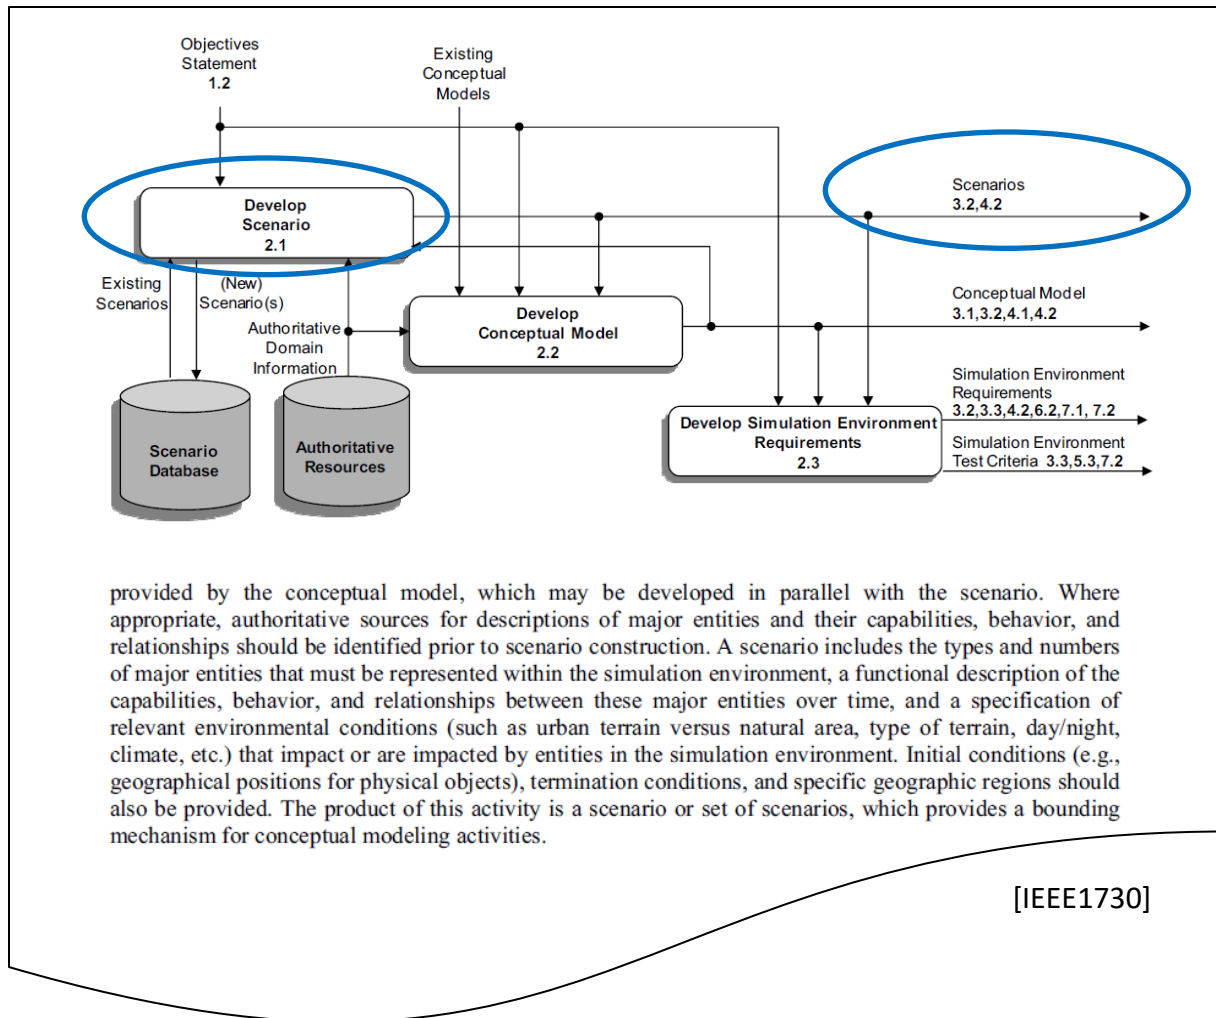 Objectives
Statement
1.2
Existing
Conceptual
Models
Scenarios
3.2,4.2
Develop
Scenario
2.1
Existing
Scenarios
(New)
Scenario(s)
Conceptual Model
3.1,3.2,4.1,4.2
Authoritative
Domain
Information
Develop
Conceptual Model
2.2
Simulation Environment
Requirements
3.2,3.3,4.2,6.2,7.1, 7.2
Simulation Environment
Test Criteria 3.3,5.3,7.2
Develop Simulation Environment
Requirements
2.3
Scenario
Database
Authoritative
Resources
provided by the conceptual model, which may be developed in parallel with the scenario. Where
appropriate, authoritative sources for descriptions of major entities and their capabilities, behavior, and
relationships should be identified prior to scenario construction. A scenario includes the types and numbers
of major entities that must be represented within the simulation environment, a functional description of the
capabilities, behavior, and relationships between these major entities over time, and a specification of
relevant environmental conditions (such as urban terrain versus natural area, type of terrain, day/night,
climate, etc.) that impact or are impacted by entities in the simulation environment. Initial conditions (e.g.,
geographical positions for physical objects), termination conditions, and specific geographic regions should
also be provided. The product of this activity is a scenario or set of scenarios, which provides a bounding
mechanism for conceptual modeling activities.
[IEEE1730]